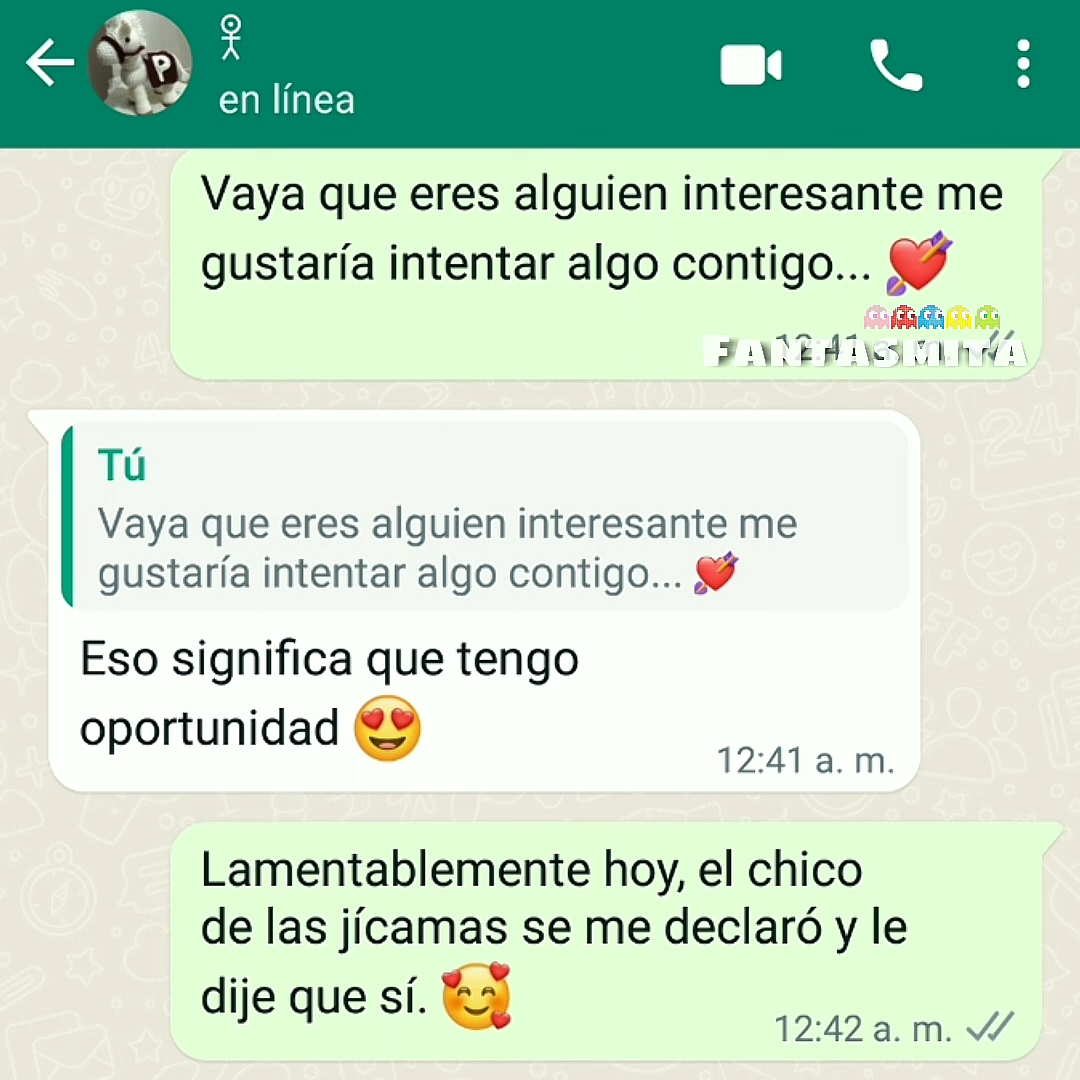 P
en línea
Vaya que eres alguien interesante me
gustaría intentar algo contigo... 💘
12:41 a. m.
FANTASMITA
Tú
Vaya que eres alguien interesante me
gustaría intentar algo contigo... 💘
Eso significa que tengo
oportunidad 😍
12:41 a. m.
Lamentablemente hoy, el chico
de las jícamas se me declaró y le
dije que sí. 🥰
12:42 a. m.